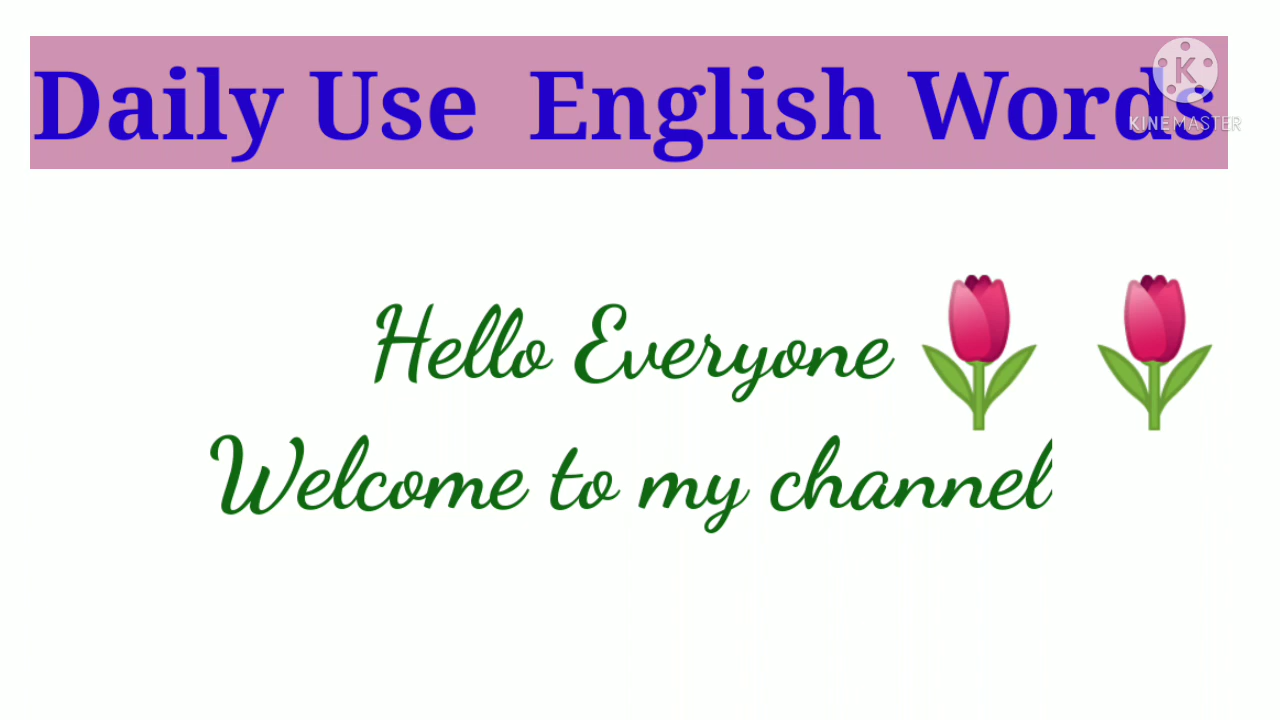 Daily Use English Words
KINEMASTER
Hello Everyone🌷 🌷
Welcome to my channel